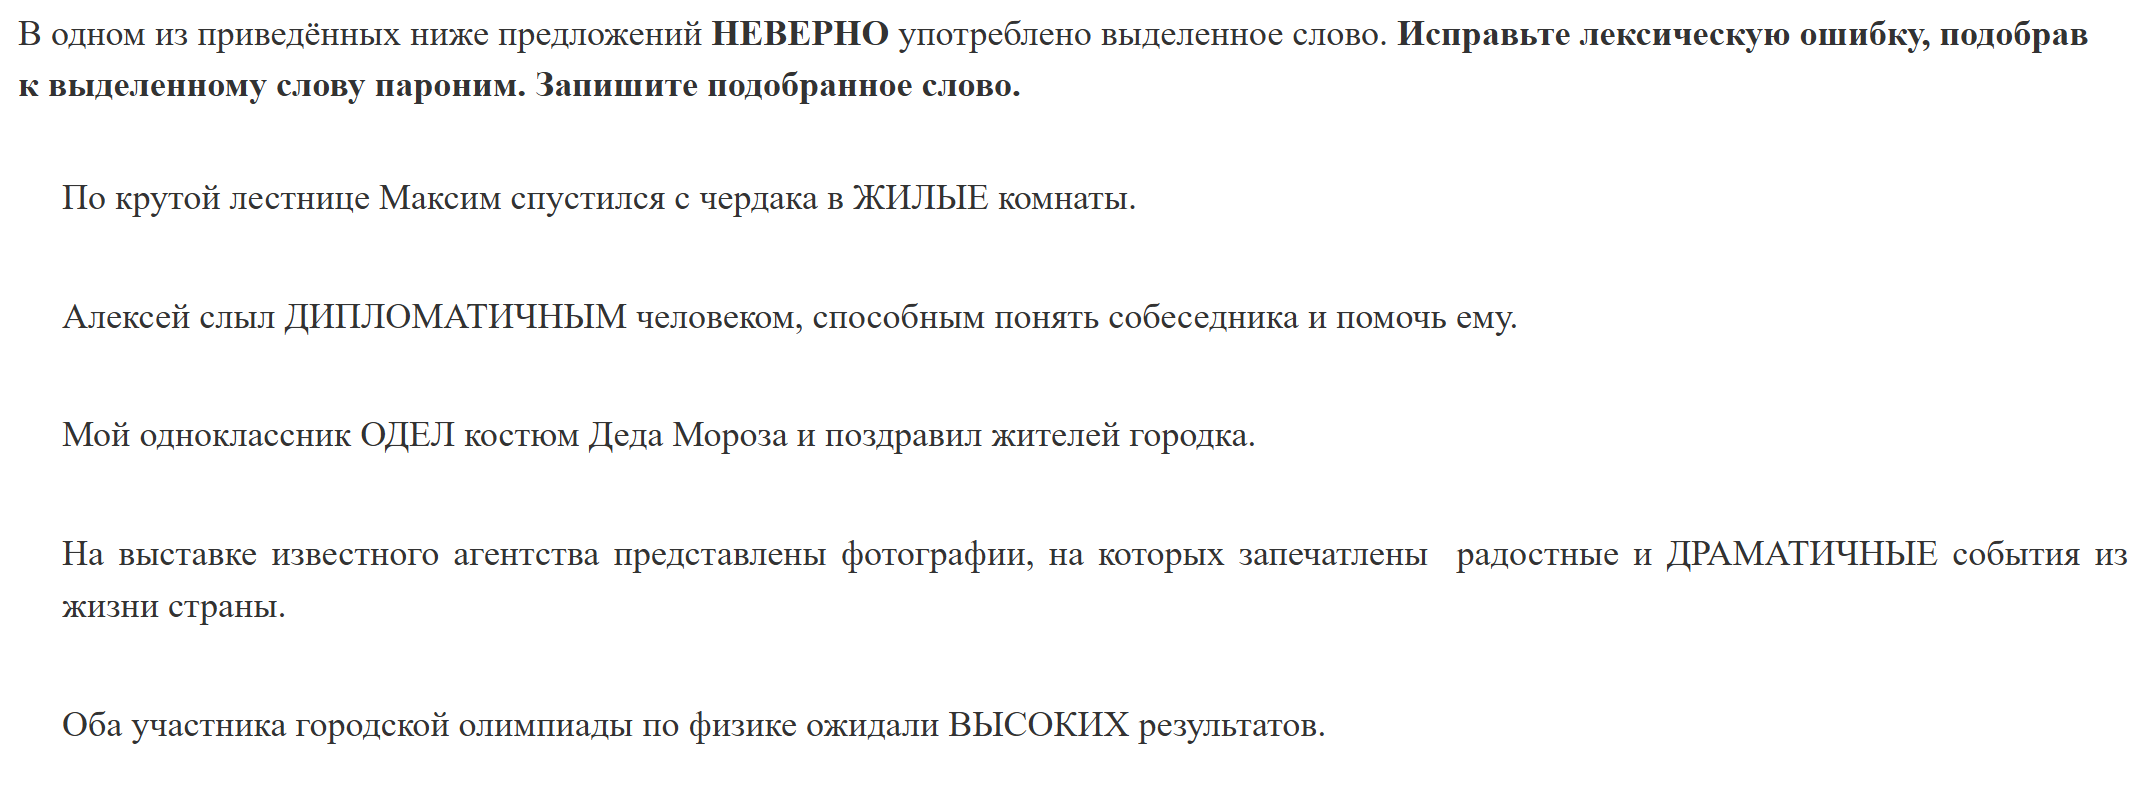 В одном из приведённых ниже предложений НЕВЕРНО употреблено выделенное слово. Исправьте лексическую ошибку, подобрав
к выделенному слову пароним. Запишите подобранное слово.
По крутой лестнице Максим спустился с чердака в ЖИЛЫЕ комнаты.
Алексей слыл ДИПЛОМАТИЧНЫМ человеком, способным понять собеседника и помочь ему.
Мой одноклассник ОДЕЛ костюм Деда Мороза и поздравил жителей городка.
На выставке известного агентства представлены фотографии, на которых запечатлены радостные и ДРАМАТИЧНЫЕ события из
жизни страны.
Оба участника городской олимпиады по физике ожидали ВЫСОКИХ результатов.